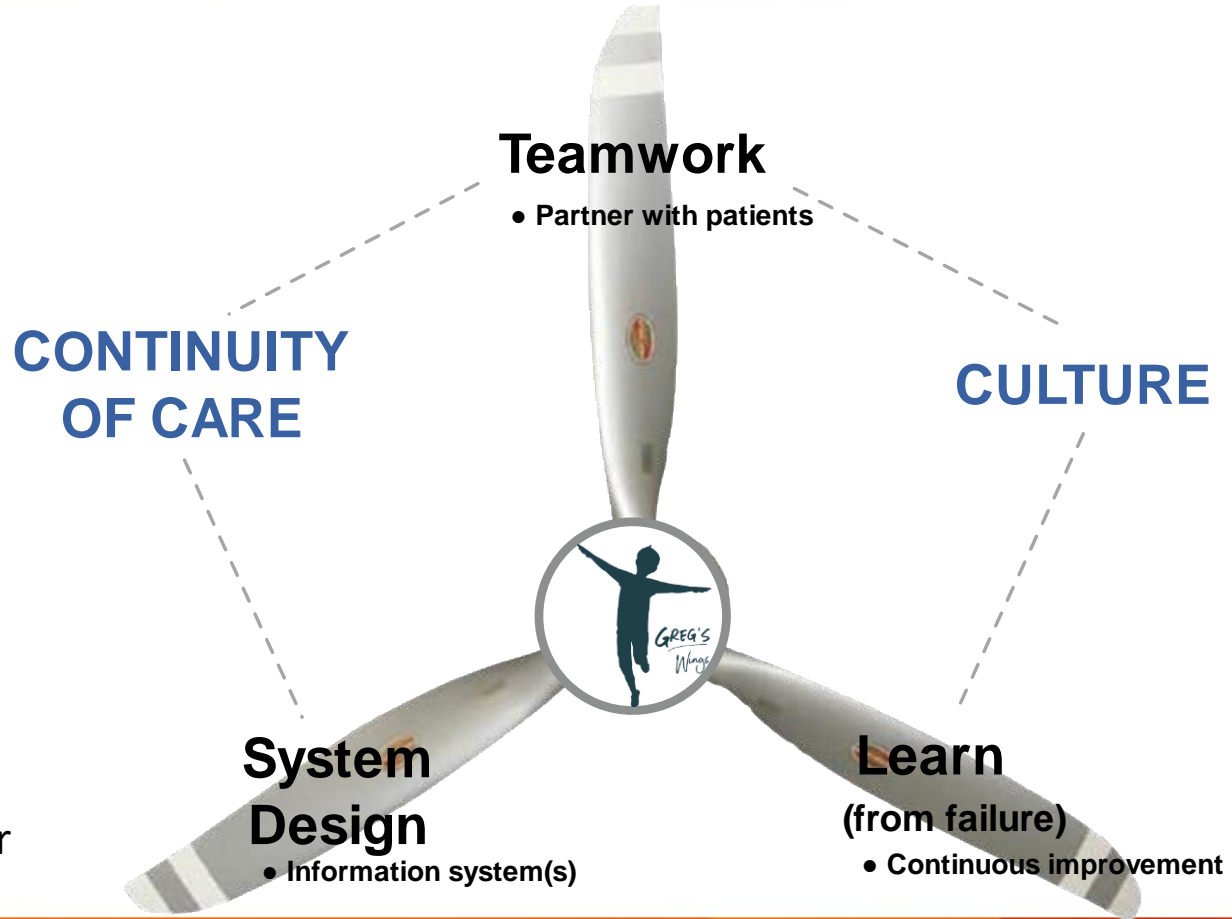 Teamwork
● Partner with patients
CONTINUITY
OF CARE
CULTURE
GREG'S
Wings
System
Design
● Information system(s)
Learn
(from failure)
● Continuous improvement
r